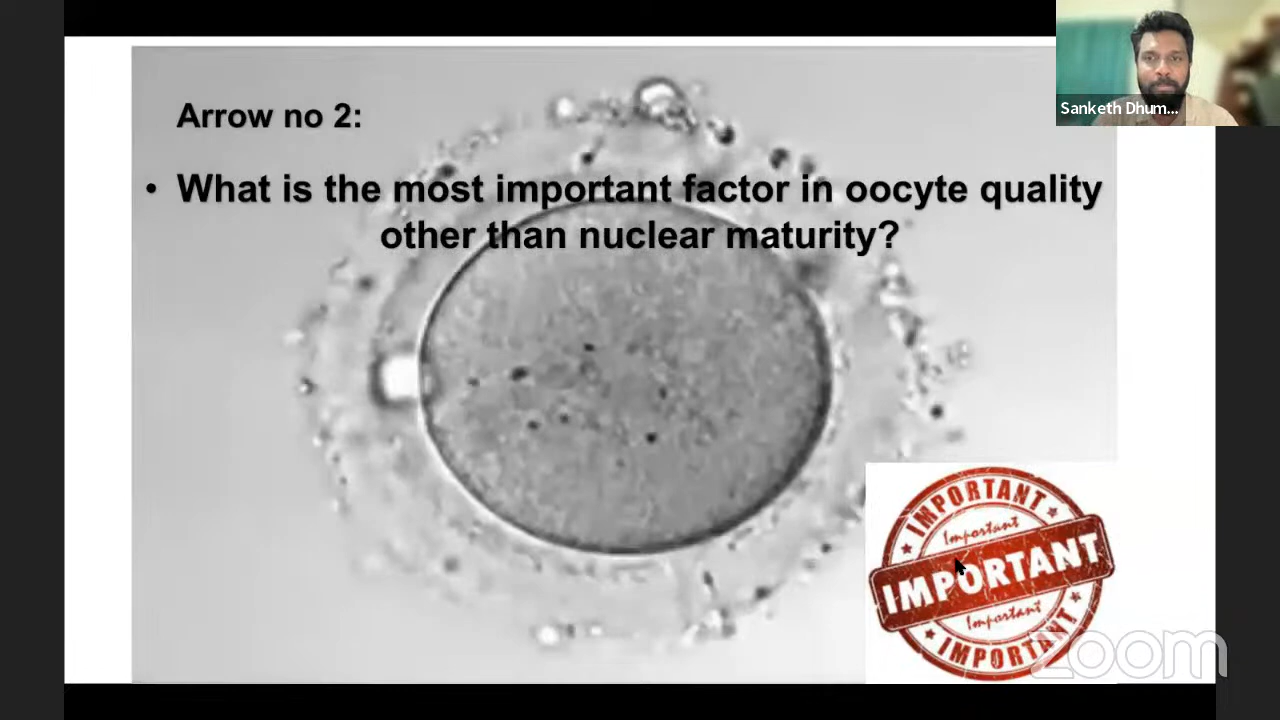 Sanketh Dhum...
Arrow no 2:
• What is the most important factor in oocyte quality
other than nuclear maturity?
IMPORTANT
Important
IMPORTANT
Important
IMPORTANT
zoom